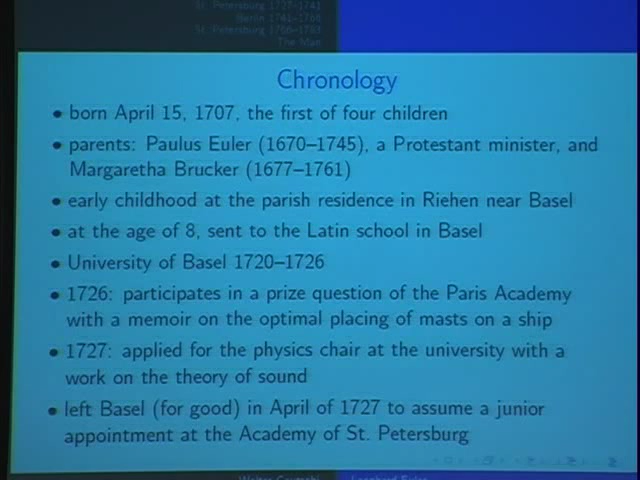 St. Petersburg 1727–1741
Berlin 1741–1766
St. Petersburg 1766–1783
The Man
Chronology
• born April 15, 1707, the first of four children
• parents: Paulus Euler (1670–1745), a Protestant minister, and
Margaretha Brucker (1677–1761)
• early childhood at the parish residence in Riehen near Basel
• at the age of 8, sent to the Latin school in Basel
• University of Basel 1720–1726
• 1726: participates in a prize question of the Paris Academy
with a memoir on the optimal placing of masts on a ship
• 1727: applied for the physics chair at the university with a
work on the theory of sound
• left Basel (for good) in April of 1727 to assume a junior
appointment at the Academy of St. Petersburg
Walter Leonhard Euler